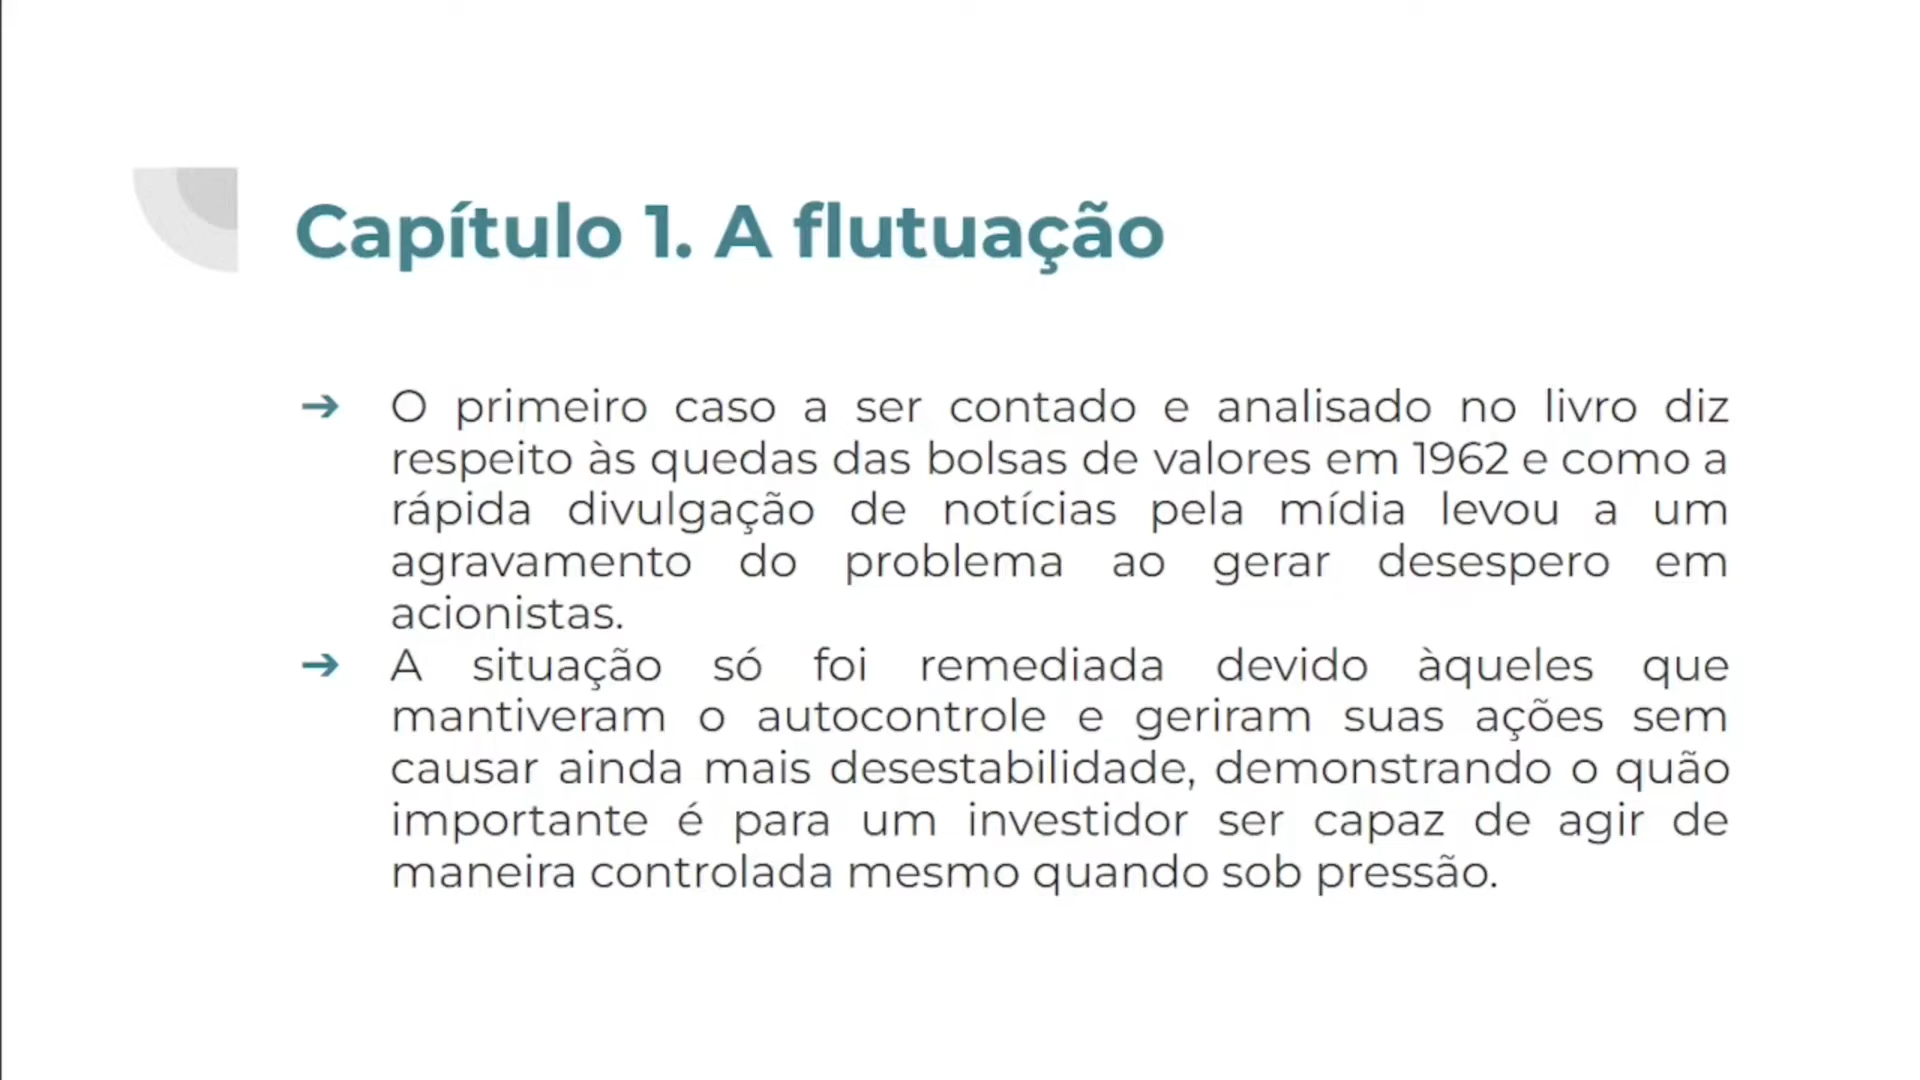 Capítulo 1. A flutuação
➔ O primeiro caso a ser contado e analisado no livro diz
respeito às quedas das bolsas de valores em 1962 e como a
rápida divulgação de notícias pela mídia levou a um
agravamento do problema ao gerar desespero em
acionistas.
➔ A situação só foi remediada devido àqueles que
mantiveram o autocontrole e geriram suas ações sem
causar ainda mais desestabilidade, demonstrando o quão
importante é para um investidor ser capaz de agir de
maneira controlada mesmo quando sob pressão.